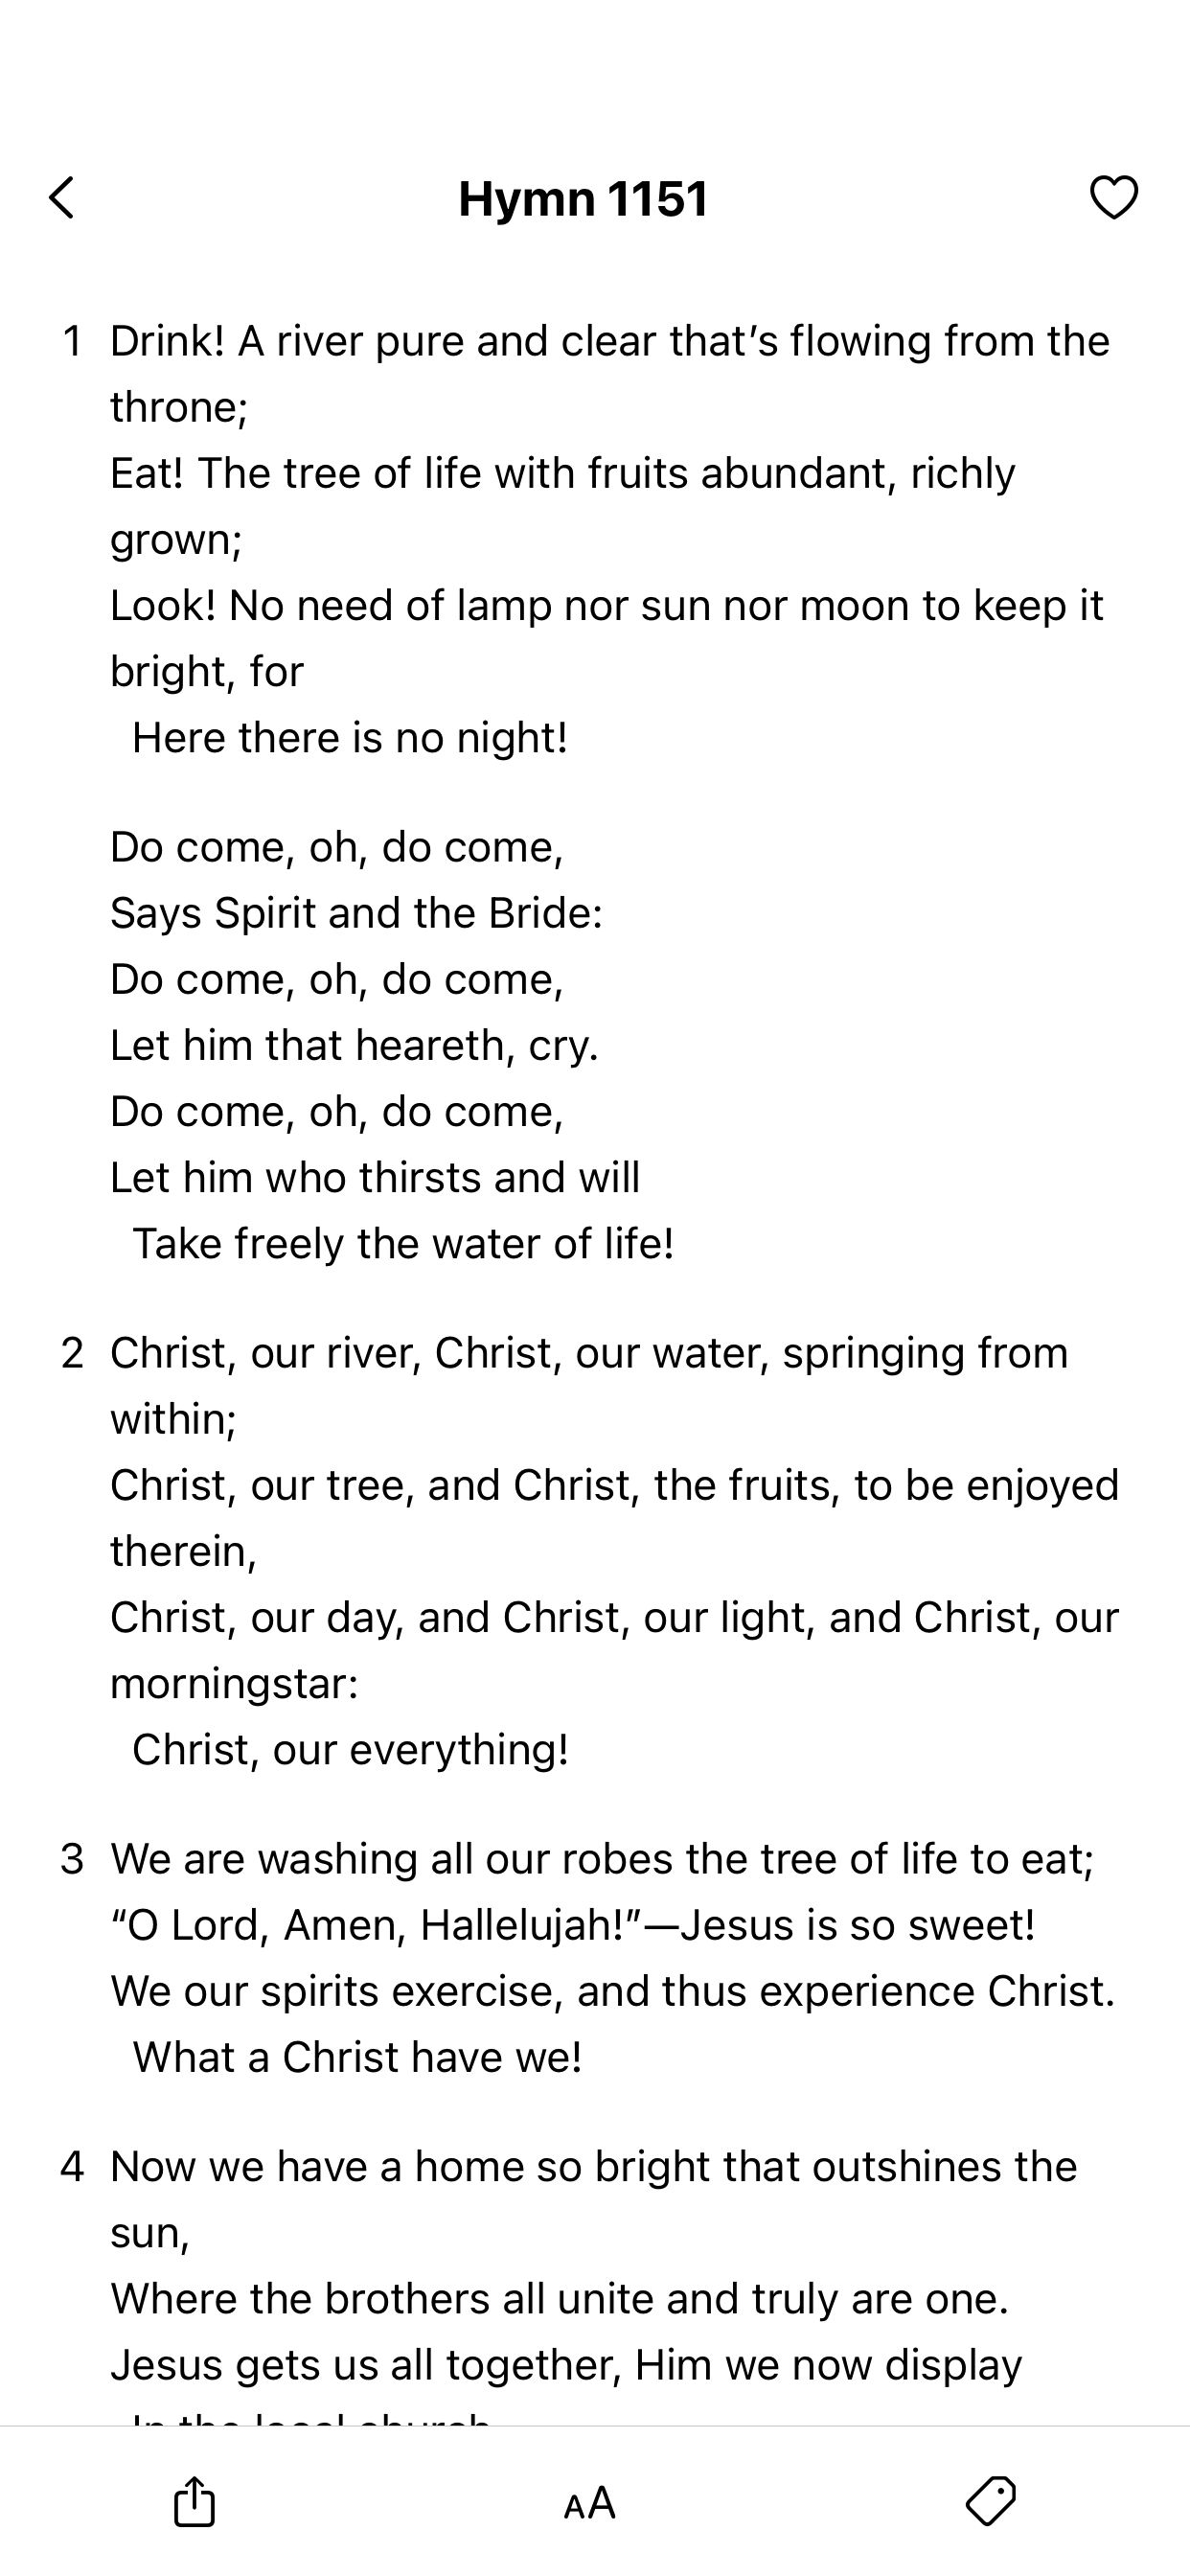 Hymn 1151
1 Drink! A river pure and clear that’s flowing from the
throne;
Eat! The tree of life with fruits abundant, richly
grown;
Look! No need of lamp nor sun nor moon to keep it
bright, for
Here there is no night!
Do come, oh, do come,
Says Spirit and the Bride:
Do come, oh, do come,
Let him that heareth, cry.
Do come, oh, do come,
Let him who thirsts and will
Take freely the water of life!
2 Christ, our river, Christ, our water, springing from
within;
Christ, our tree, and Christ, the fruits, to be enjoyed
therein,
Christ, our day, and Christ, our light, and Christ, our
morningstar:
Christ, our everything!
3 We are washing all our robes the tree of life to eat;
“O Lord, Amen, Hallelujah!”—Jesus is so sweet!
We our spirits exercise, and thus experience Christ.
What a Christ have we!
4 Now we have a home so bright that outshines the
sun,
Where the brothers all unite and truly are one.
Jesus gets us all together, Him we now display
In the local church
AA